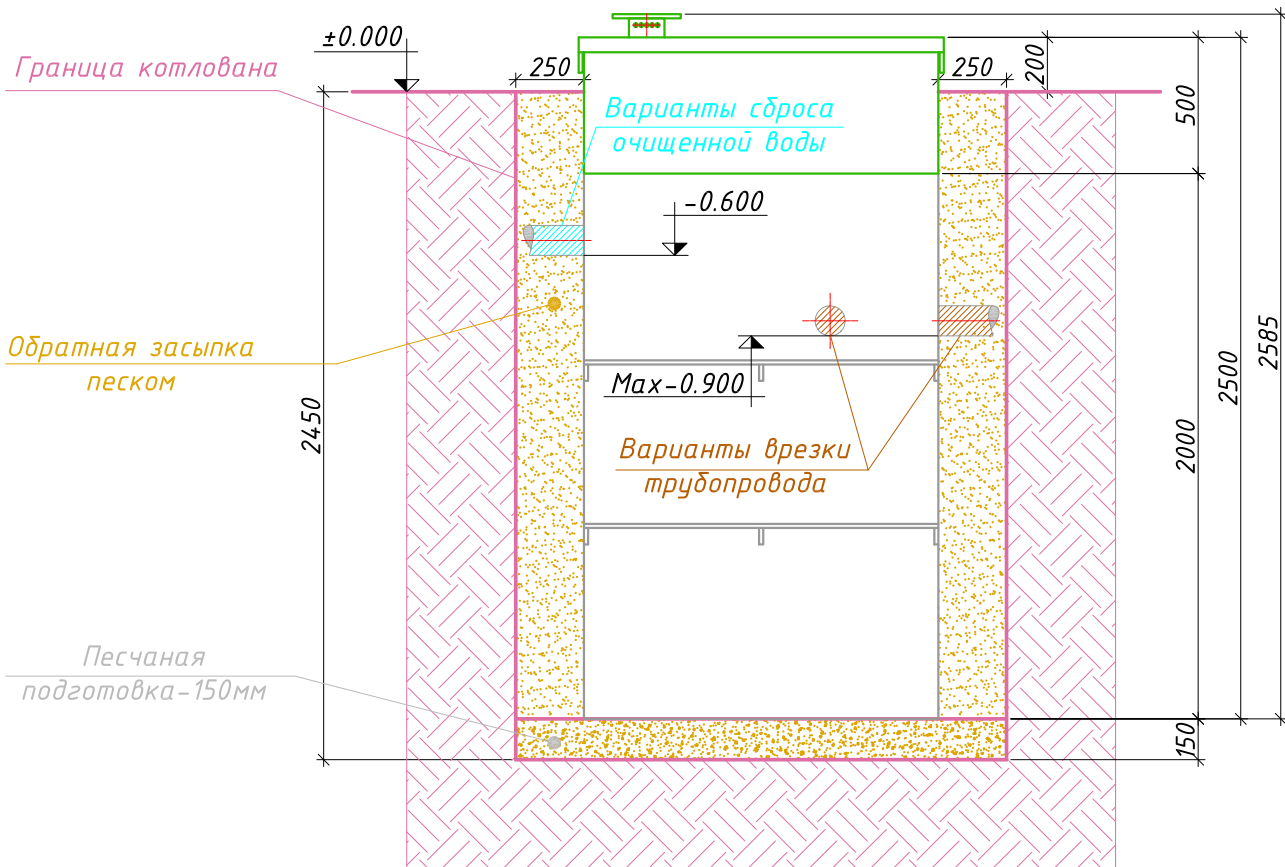 ±0.000
Граница котлована
250
250
200
500
Варианты сброса
очищенной воды
-0.600
Обратная засыпка
песком
Max-0.900
2450
2585
2500
2000
Варианты врезки
трубопровода
Песчаная
подготовка-150мм
150